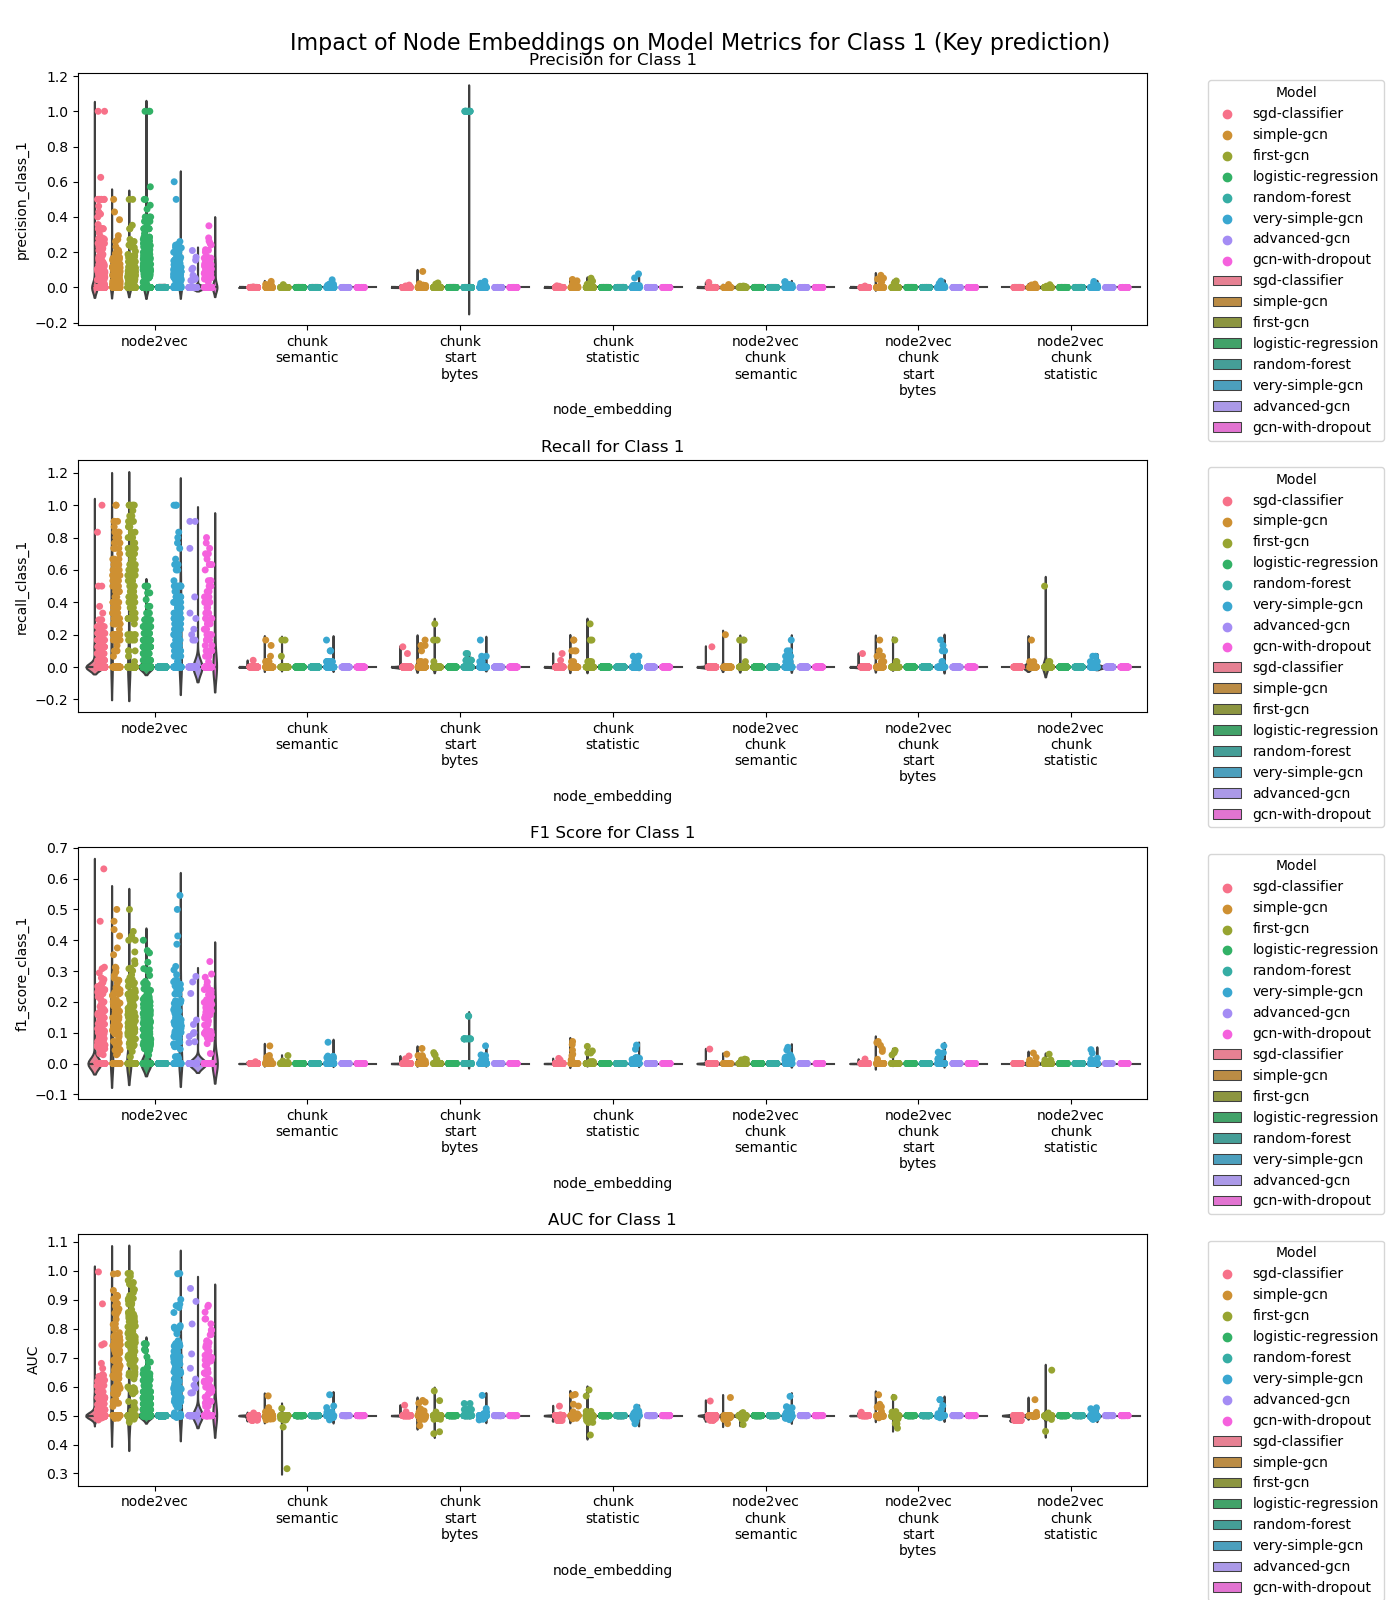 Impact of Node Embeddings on Model Metrics for Class 1 (Key prediction)
Precision for Class 1
precision_class_1
1.2
1.0
0.8
0.6
0.4
0.2
0.0
−0.2
node2vec
chunk
semantic
chunk
start
bytes
chunk
statistic
node2vec
chunk
semantic
node2vec
chunk
start
bytes
node2vec
chunk
statistic
node_embedding
Model
sgd-classifier
simple-gcn
first-gcn
logistic-regression
random-forest
very-simple-gcn
advanced-gcn
gcn-with-dropout
sgd-classifier
simple-gcn
first-gcn
logistic-regression
random-forest
very-simple-gcn
advanced-gcn
gcn-with-dropout
Recall for Class 1
recall_class_1
1.2
1.0
0.8
0.6
0.4
0.2
0.0
−0.2
node2vec
chunk
semantic
chunk
start
bytes
chunk
statistic
node2vec
chunk
semantic
node2vec
chunk
start
bytes
node2vec
chunk
statistic
node_embedding
Model
sgd-classifier
simple-gcn
first-gcn
logistic-regression
random-forest
very-simple-gcn
advanced-gcn
gcn-with-dropout
sgd-classifier
simple-gcn
first-gcn
logistic-regression
random-forest
very-simple-gcn
advanced-gcn
gcn-with-dropout
F1 Score for Class 1
f1_score_class_1
0.7
0.6
0.5
0.4
0.3
0.2
0.1
0.0
−0.1
node2vec
chunk
semantic
chunk
start
bytes
chunk
statistic
node2vec
chunk
semantic
node2vec
chunk
start
bytes
node2vec
chunk
statistic
node_embedding
Model
sgd-classifier
simple-gcn
first-gcn
logistic-regression
random-forest
very-simple-gcn
advanced-gcn
gcn-with-dropout
sgd-classifier
simple-gcn
first-gcn
logistic-regression
random-forest
very-simple-gcn
advanced-gcn
gcn-with-dropout
AUC for Class 1
AUC
1.1
1.0
0.9
0.8
0.7
0.6
0.5
0.4
0.3
node2vec
chunk
semantic
chunk
start
bytes
chunk
statistic
node2vec
chunk
semantic
node2vec
chunk
start
bytes
node2vec
chunk
statistic
node_embedding
Model
sgd-classifier
simple-gcn
first-gcn
logistic-regression
random-forest
very-simple-gcn
advanced-gcn
gcn-with-dropout
sgd-classifier
simple-gcn
first-gcn
logistic-regression
random-forest
very-simple-gcn
advanced-gcn
gcn-with-dropout